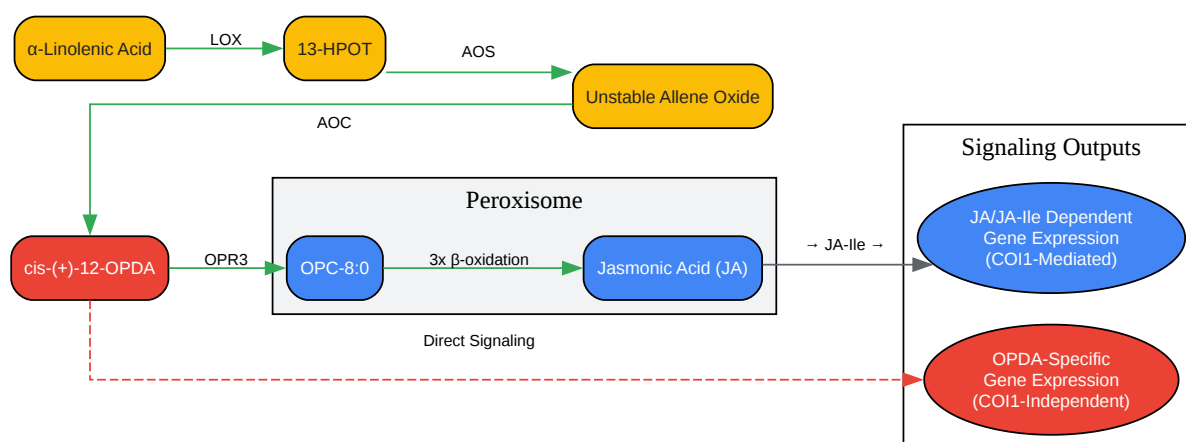 α-Linolenic Acid
LOX
13-HPOT
AOS
Unstable Allene Oxide
AOC
Signaling Outputs
Peroxisome
cis-(+)-12-OPDA
OPR3
OPC-8:0
3x β-oxidation
Jasmonic Acid (JA)
→ JA-Ile →
JA/JA-Ile Dependent
Gene Expression
(COI1-Mediated)
Direct Signaling
OPDA-Specific
Gene Expression
(COI1-Independent)